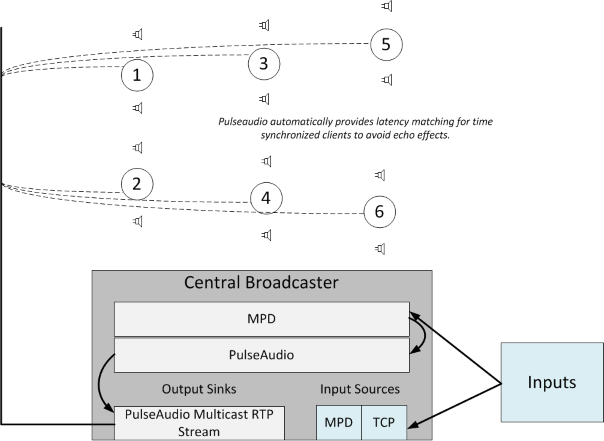 5
3
1
Pulseaudio automatically provides latency matching for time
synchronized clients to avoid echo effects.
2
4
6
Central Broadcaster
MPD
PulseAudio
Output Sinks
Input Sources
PulseAudio Multicast RTP
Stream
MPD
TCP
Inputs